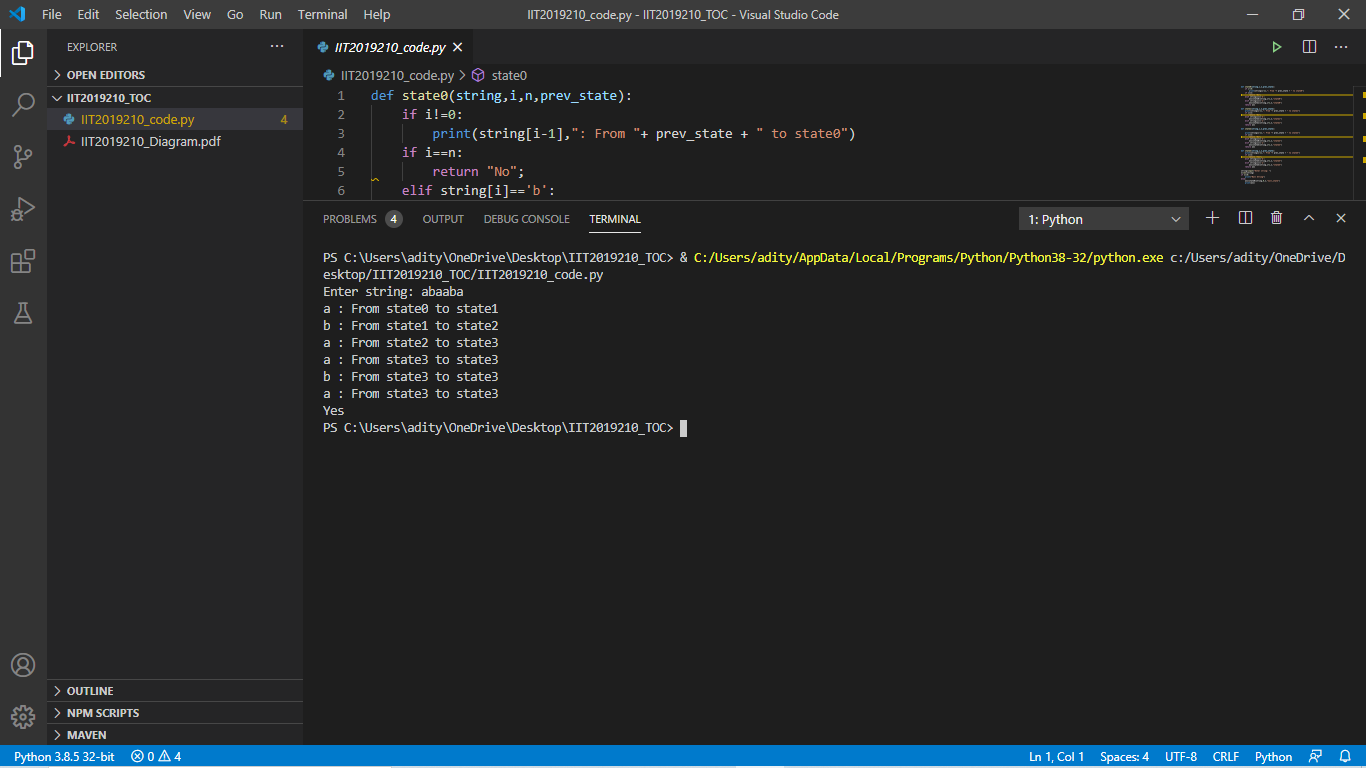 File Edit Selection View Go Run Terminal Help
IIT2019210_code.py - IIT2019210_TOC - Visual Studio Code
EXPLORER
OPEN EDITORS
IIT2019210_TOC
IIT2019210_code.py 4
IIT2019210_Diagram.pdf
OUTLINE
NPM SCRIPTS
MAVEN
IIT2019210_code.py
IIT2019210_code.py > state0
1 def state0(string,i,n,prev_state):
2 if i!=0:
3 print(string[i-1],": From "+ prev_state + " to state0")
4 if i==n:
5 return "No";
6 elif string[i]=='b':
PROBLEMS 4 OUTPUT DEBUG CONSOLE TERMINAL
1: Python
PS C:\Users\adity\OneDrive\Desktop\IIT2019210_TOC> & C:/Users/adity/AppData/Local/Programs/Python/Python38-32/python.exe c:/Users/adity/OneDrive/D
esktop/IIT2019210_TOC/IIT2019210_code.py
Enter string: abaaba
a : From state0 to state1
b : From state1 to state2
a : From state2 to state3
a : From state3 to state3
b : From state3 to state3
a : From state3 to state3
Yes
PS C:\Users\adity\OneDrive\Desktop\IIT2019210_TOC>
Python 3.8.5 32-bit 0 4
Ln 1, Col 1 Spaces: 4 UTF-8 CRLF Python